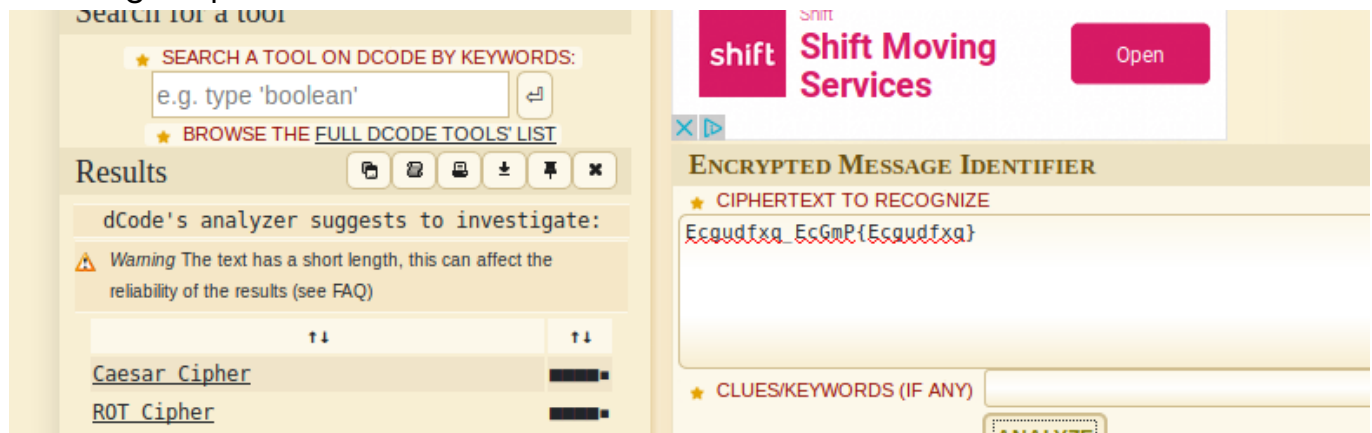 Search for a tool
★ SEARCH A TOOL ON DCODE BY KEYWORDS:
e.g. type 'boolean'
★ BROWSE THE FULL DCODE TOOLS' LIST
Results
dCode's analyzer suggests to investigate:
Warning The text has a short length, this can affect the
reliability of the results (see FAQ)
↑↓ ↑↓
Caesar Cipher
ROT Cipher
Shift
shift
Shift Moving
Services
Open
ENCRYPTED MESSAGE IDENTIFIER
★ CIPHERTEXT TO RECOGNIZE
Ecgudfxq_EcGmP{Ecgudfxq}
★ CLUES/KEYWORDS (IF ANY)
ANALYZE